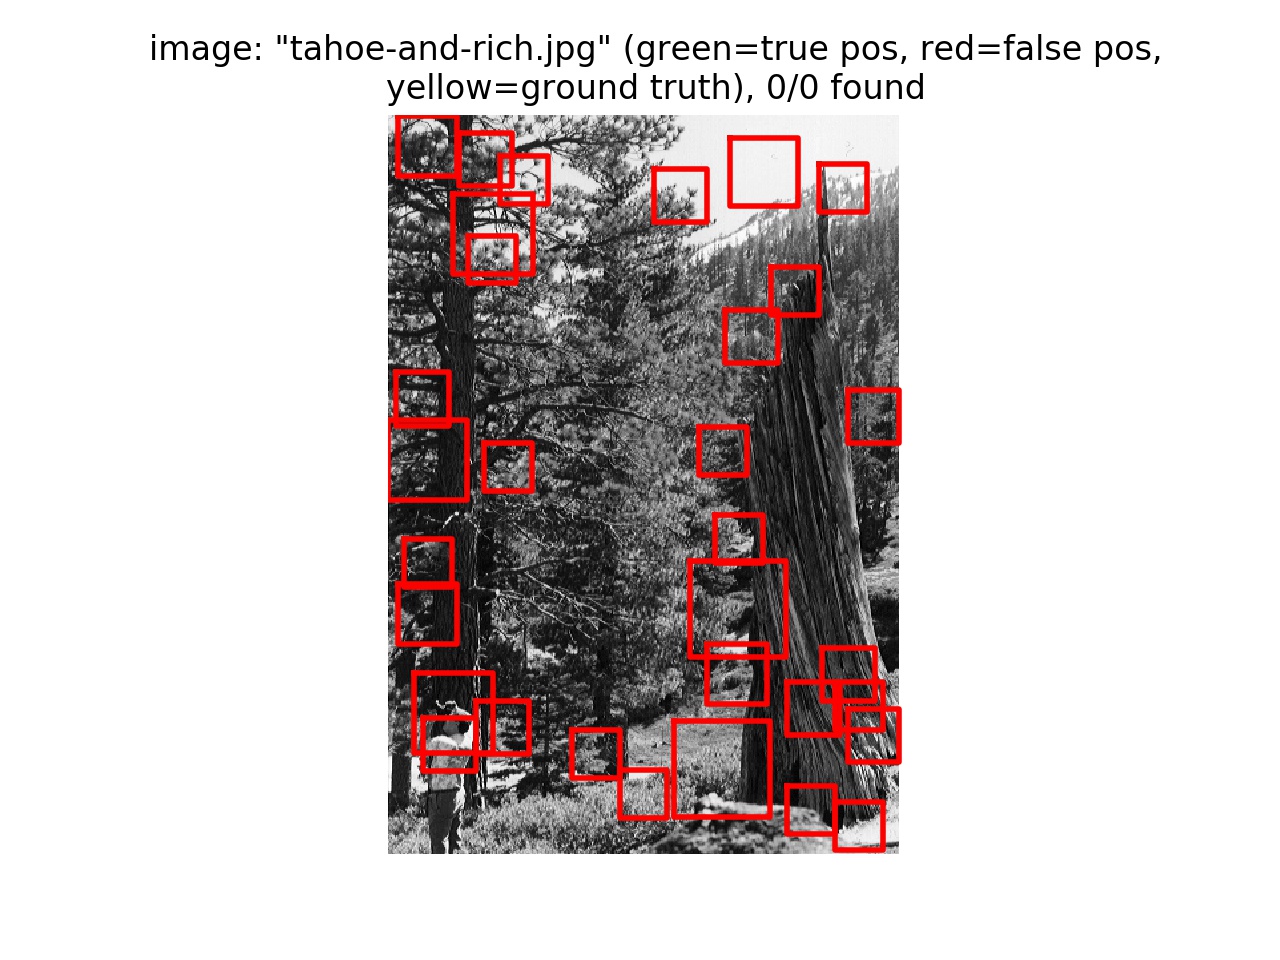 image: "tahoe-and-rich.jpg" (green=true pos, red=false pos,
yellow=ground truth), 0/0 found